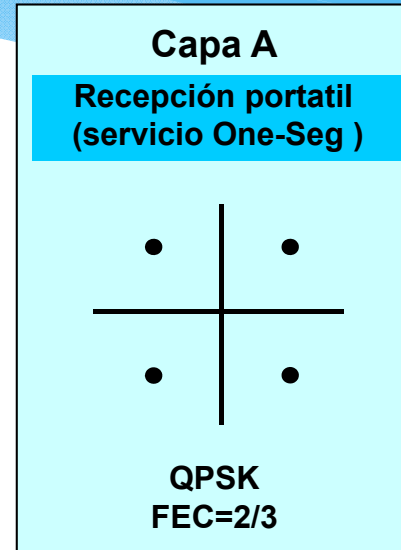 Capa A
Recepción portatil
(servicio One-Seg )
QPSK
FEC=2/3